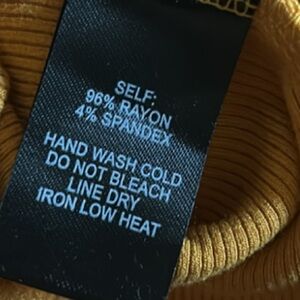 SELF:
96% RAYON
4% SPANDEX
HAND WASH COLD
DO NOT BLEACH
LINE DRY
IRON LOW HEAT